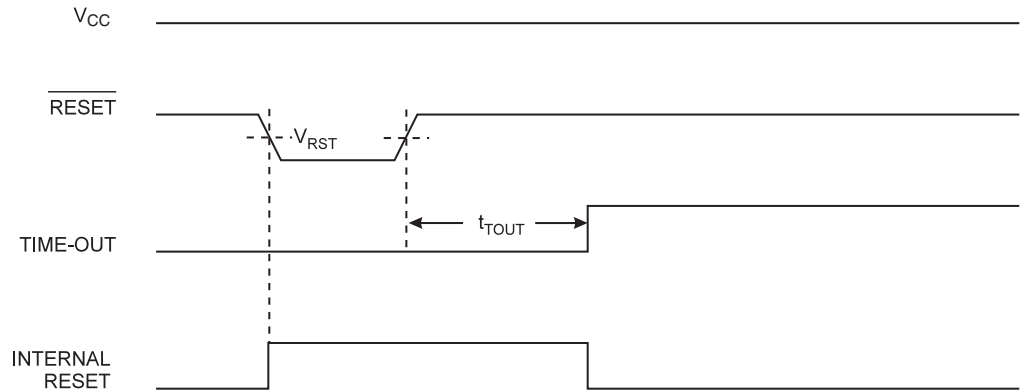 VCC
RESET
VRST
tTOUT
TIME-OUT
INTERNAL
RESET